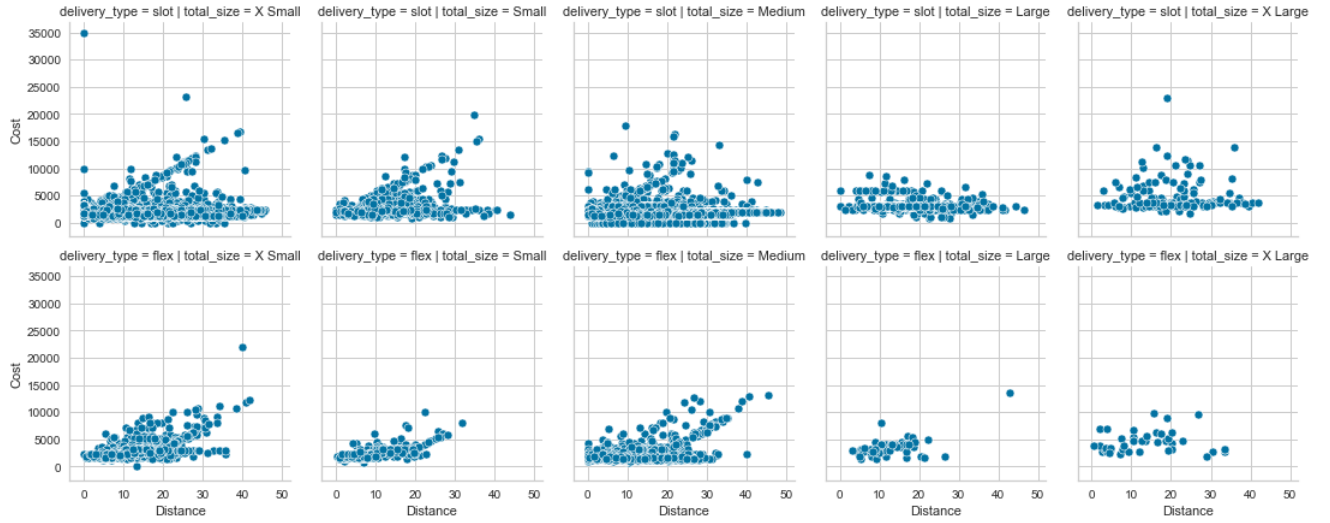 delivery_type = slot | total_size = X Small
delivery_type = slot | total_size = Small
delivery_type = slot | total_size = Medium
delivery_type = slot | total_size = Large
delivery_type = slot | total_size = X Large
35000
30000
25000
20000
15000
10000
5000
0
Cost
delivery_type = flex | total_size = X Small
delivery_type = flex | total_size = Small
delivery_type = flex | total_size = Medium
delivery_type = flex | total_size = Large
delivery_type = flex | total_size = X Large
35000
30000
25000
20000
15000
10000
5000
0
Cost
0 10 20 30 40 50
0 10 20 30 40 50
0 10 20 30 40 50
0 10 20 30 40 50
0 10 20 30 40 50
Distance
Distance
Distance
Distance
Distance